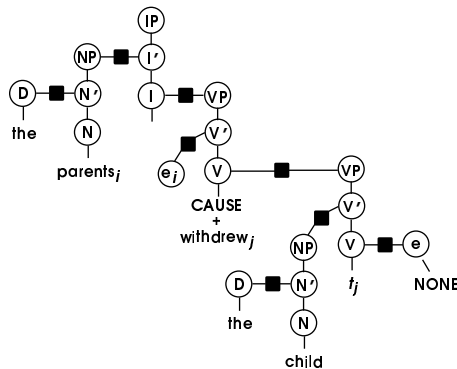 IP
NP I'
D N' I VP
the N V'
parents i e i V VP
CAUSE V'
+
withdrew j NP V e
D N' t j NONE
the N
child